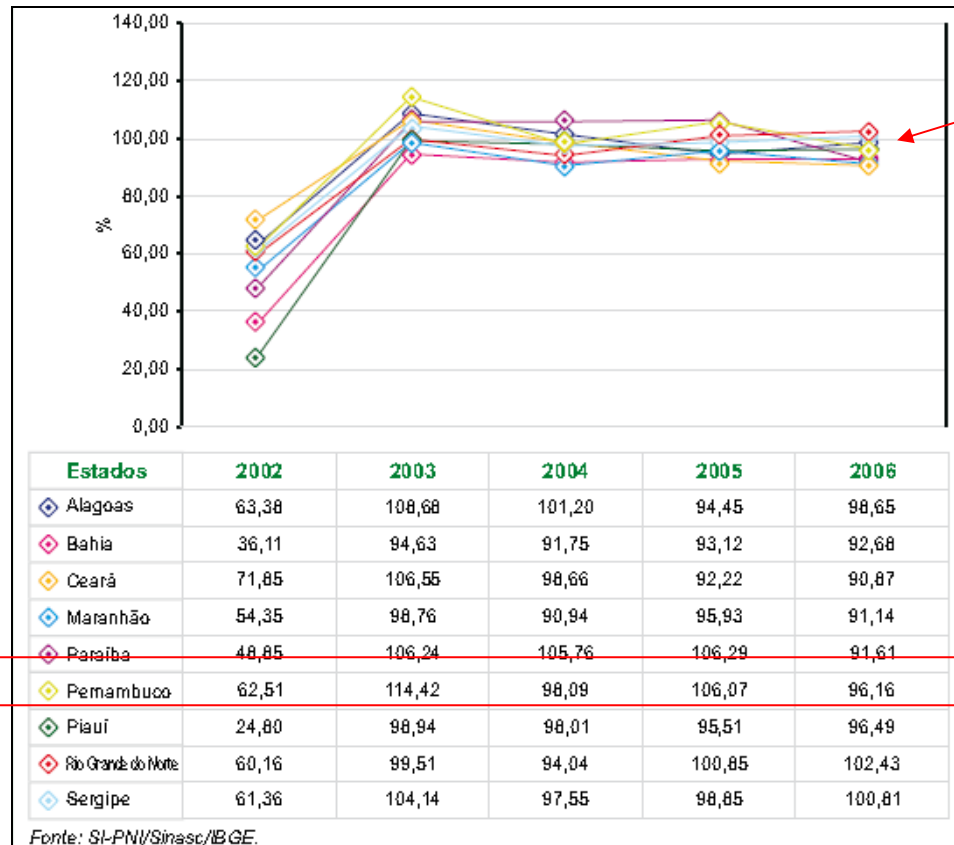 140,00
120,00
100,00
80,00
%
60,00
40,00
20,00
0,00
Estados 2002 2003 2004 2005 2006
Alagoas 63,38 108,68 101,20 94,45 98,65
Bahia 36,11 94,63 91,75 93,12 92,68
Ceará 71,85 106,55 98,66 92,22 90,87
Maranhão 54,35 98,76 90,94 95,93 91,14
Paraíba 48,85 106,24 105,76 106,29 91,61
Pernambuco 62,51 114,42 98,09 106,07 96,16
Piauí 24,80 98,94 98,01 95,51 96,49
Rio Grande do Norte 60,16 99,51 94,04 100,85 102,43
Sergipe 61,36 104,14 97,55 98,85 100,81
Fonte: SI-PNI/Sinasc/IBGE.